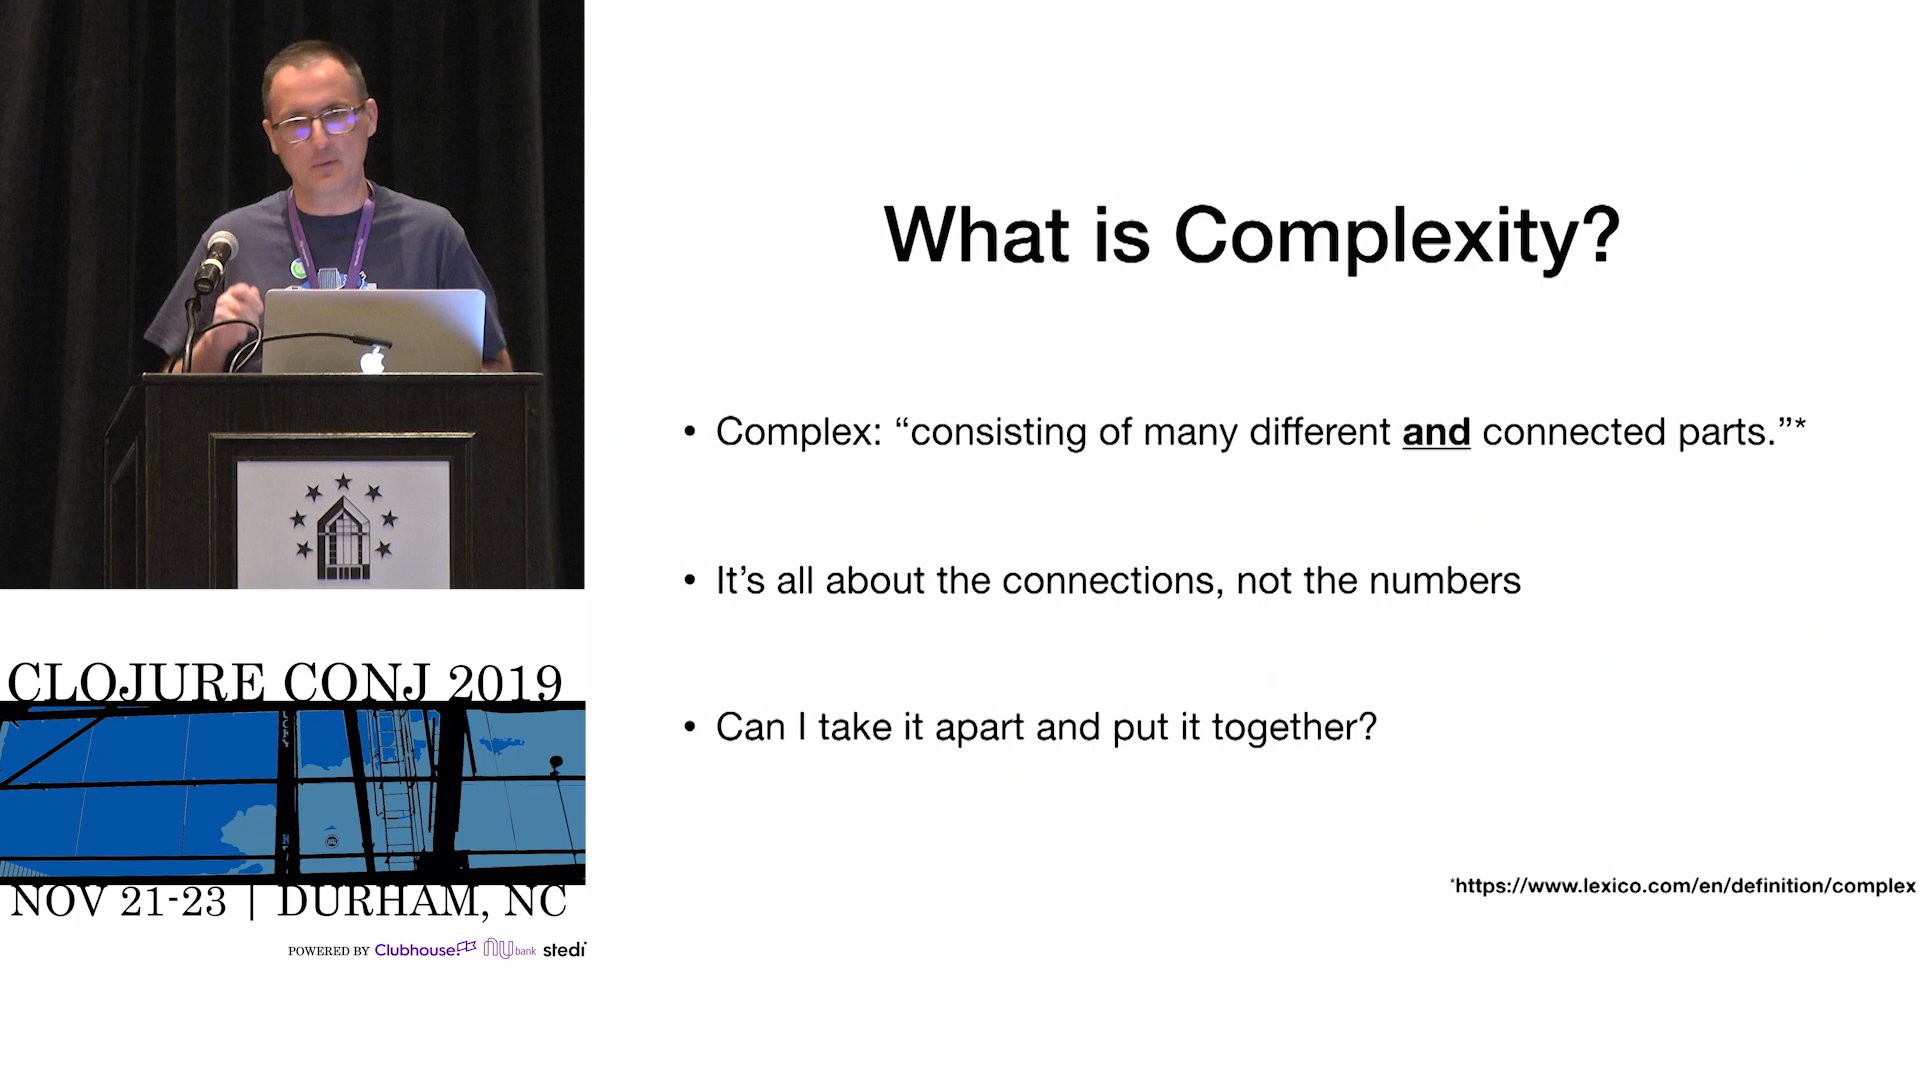 What is Complexity?
• Complex: “consisting of many different and connected parts.”*
• It’s all about the connections, not the numbers
• Can I take it apart and put it together?
*https://www.lexico.com/en/definition/complex
CLOJURE CONJ 2019
NOV 21-23 | DURHAM, NC
POWERED BY Clubhouse nu bank stedi